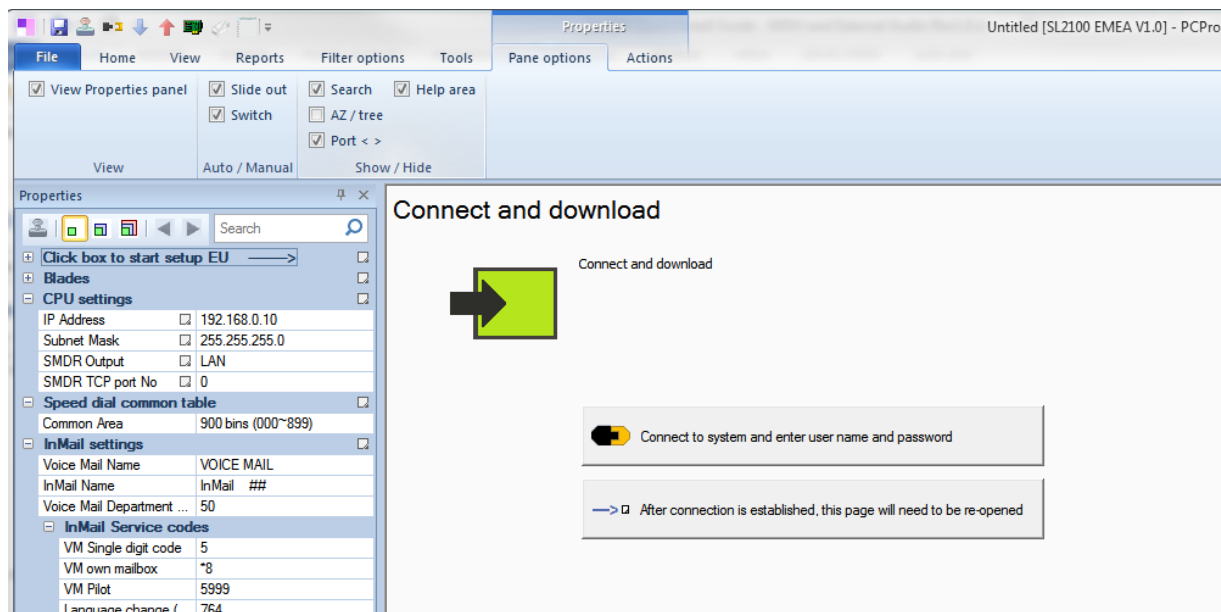 Properties
Untitled [SL2100 EMEA V1.0] - PCPro
File Home View Reports Filter options Tools Pane options Actions
View Properties panel Slide out Search Help area
Switch AZ / tree
Port < >
View Auto / Manual Show / Hide
Properties
Search
Click box to start setup EU ----->
Blades
CPU settings
IP Address 192.168.0.10
Subnet Mask 255.255.255.0
SMDR Output LAN
SMDR TCP port No 0
Speed dial common table
Common Area 900 bins (000~899)
InMail settings
Voice Mail Name VOICE MAIL
InMail Name InMail ##
Voice Mail Department ... 50
InMail Service codes
VM Single digit code 5
VM own mailbox *8
VM Pilot 5999
Language change ( 764
Connect and download
Connect and download
Connect to system and enter user name and password
After connection is established, this page will need to be re-opened